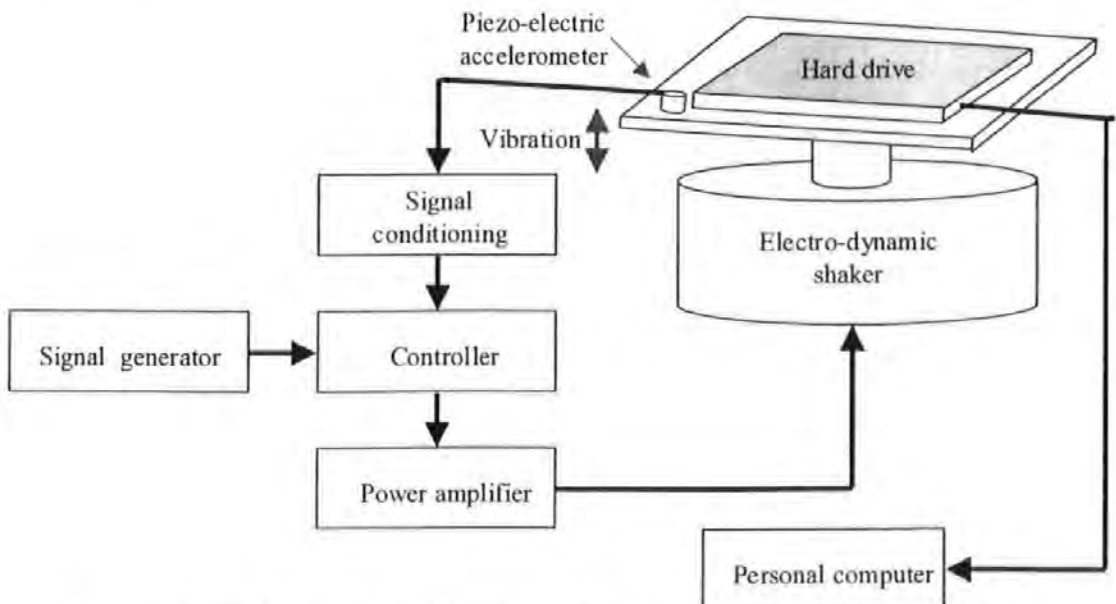 Piezo-electric
accelerometer
Hard drive
Vibration
Signal
conditioning
Electro-dynamic
shaker
Signal generator
Controller
Power amplifier
Personal computer